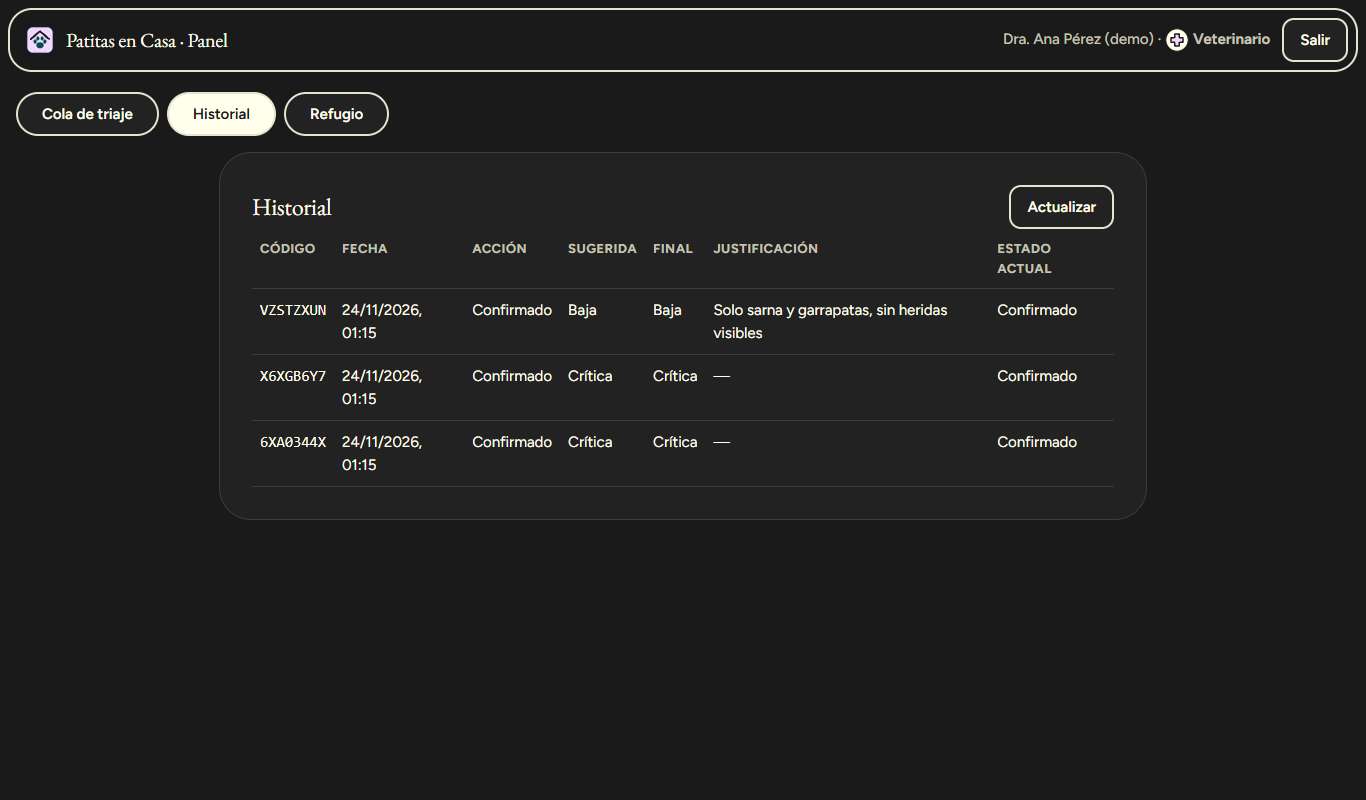 Patitas en Casa · Panel
Dra. Ana Pérez (demo) · Veterinario
Salir
Cola de triaje
Historial
Refugio
Historial
Actualizar
CÓDIGO FECHA ACCIÓN SUGERIDA FINAL JUSTIFICACIÓN ESTADO
ACTUAL
VZSTZXUN 24/11/2026, Confirmado Baja Baja Solo sarna y garrapatas, sin heridas Confirmado
01:15 visibles
X6XGB6Y7 24/11/2026, Confirmado Crítica Crítica — Confirmado
01:15
6XA0344X 24/11/2026, Confirmado Crítica Crítica — Confirmado
01:15